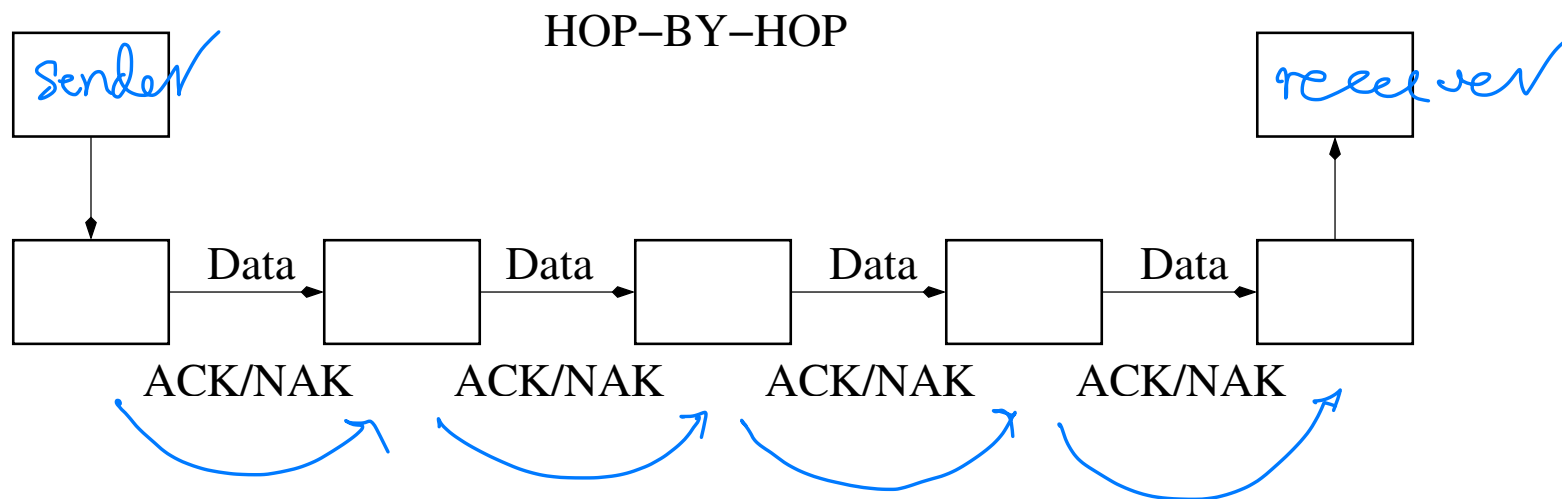 HOP–BY–HOP
sender
receiver
Data Data Data Data
ACK/NAK ACK/NAK ACK/NAK ACK/NAK